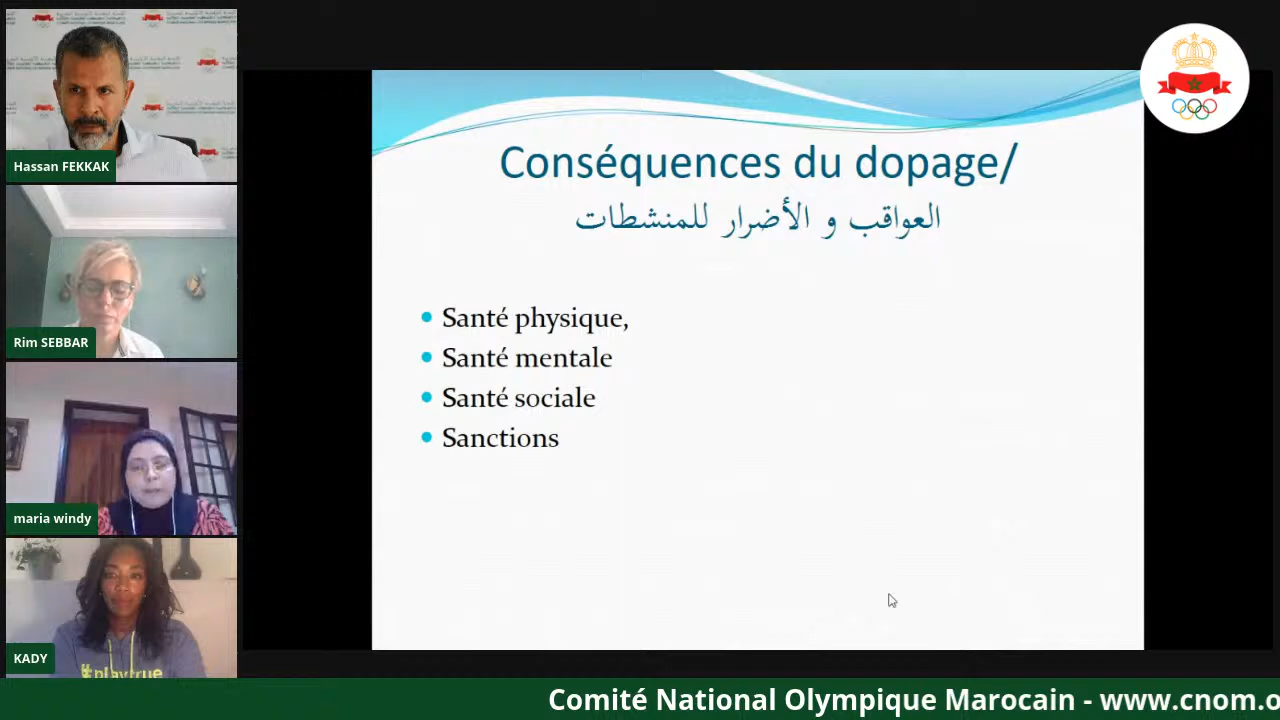 Hassan FEKKAK
Rim SEBBAR
maria windy
KADY
#playtrue
Conséquences du dopage/
العواقب و الأضرار للمنشطات
Santé physique,
Santé mentale
Santé sociale
Sanctions
Comité National Olympique Marocain - www.cnom.o